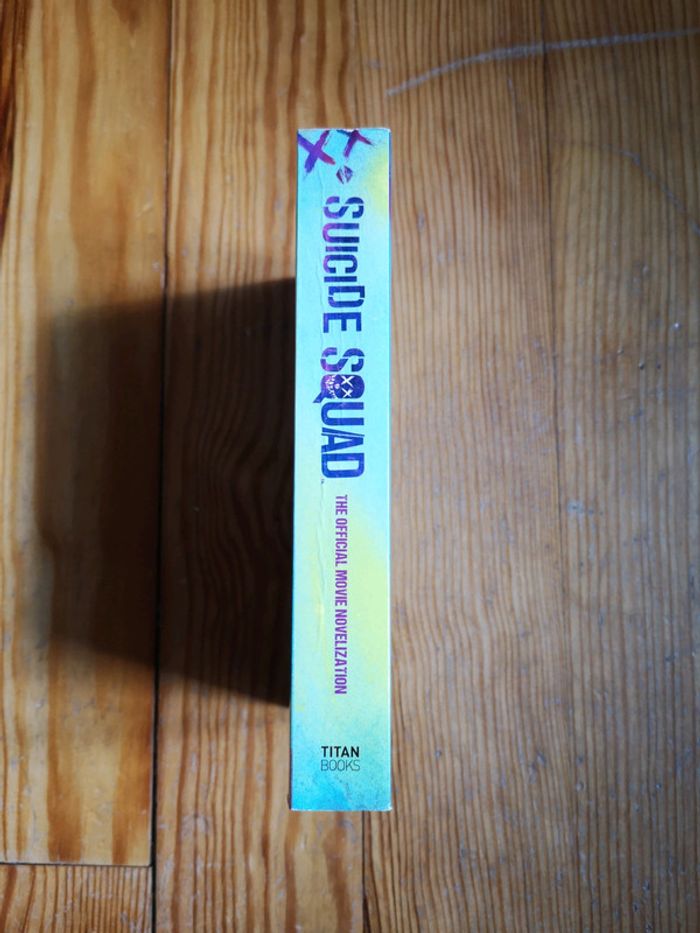 SUICIDE SQUAD
THE OFFICIAL MOVIE NOVELIZATION
TITAN
BOOKS